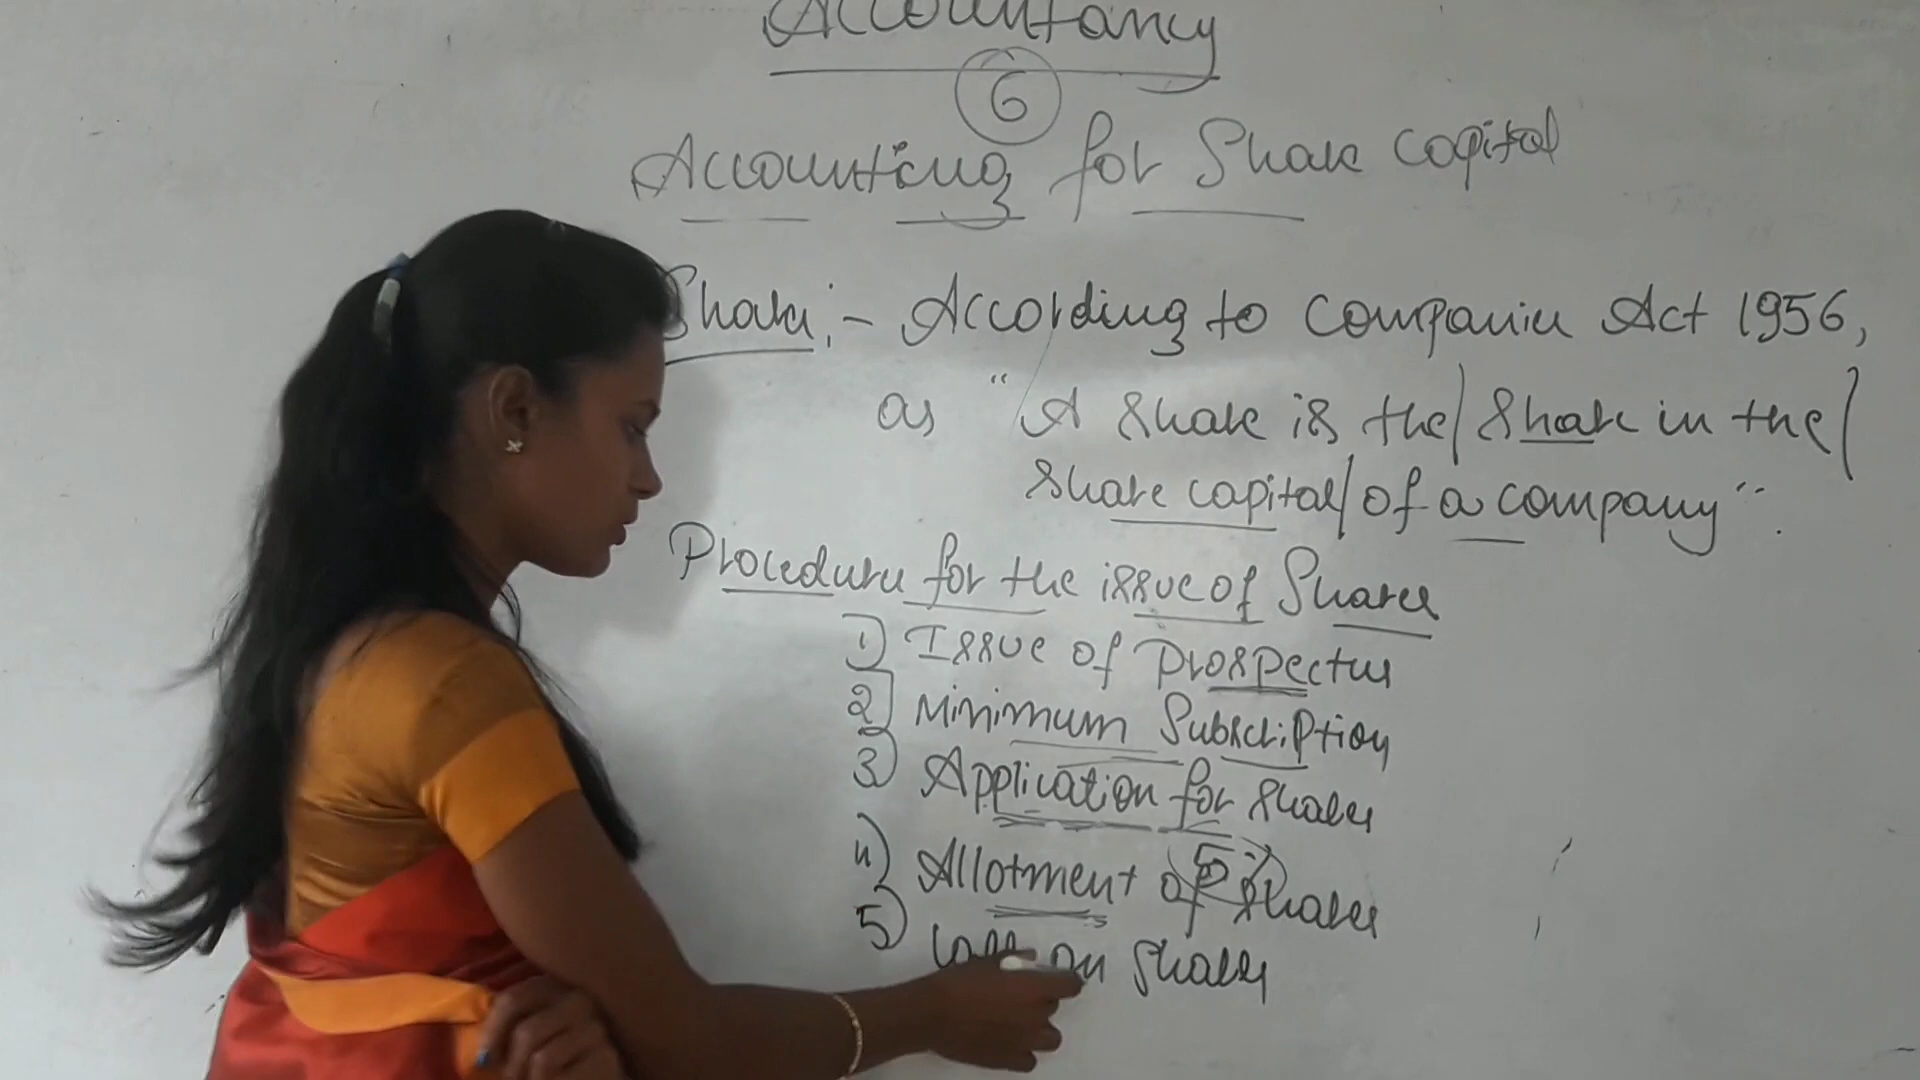 Accountancy
6
Accounting for Share capital
Share :- According to Companies Act 1956,
as "A Share is the Share in the
Share capital of a company".
Procedure for the issue of Shares
1) Issue of Prospectus
2) Minimum Subscription
3) Application for Shares
4) Allotment of Shares
5) on Shares